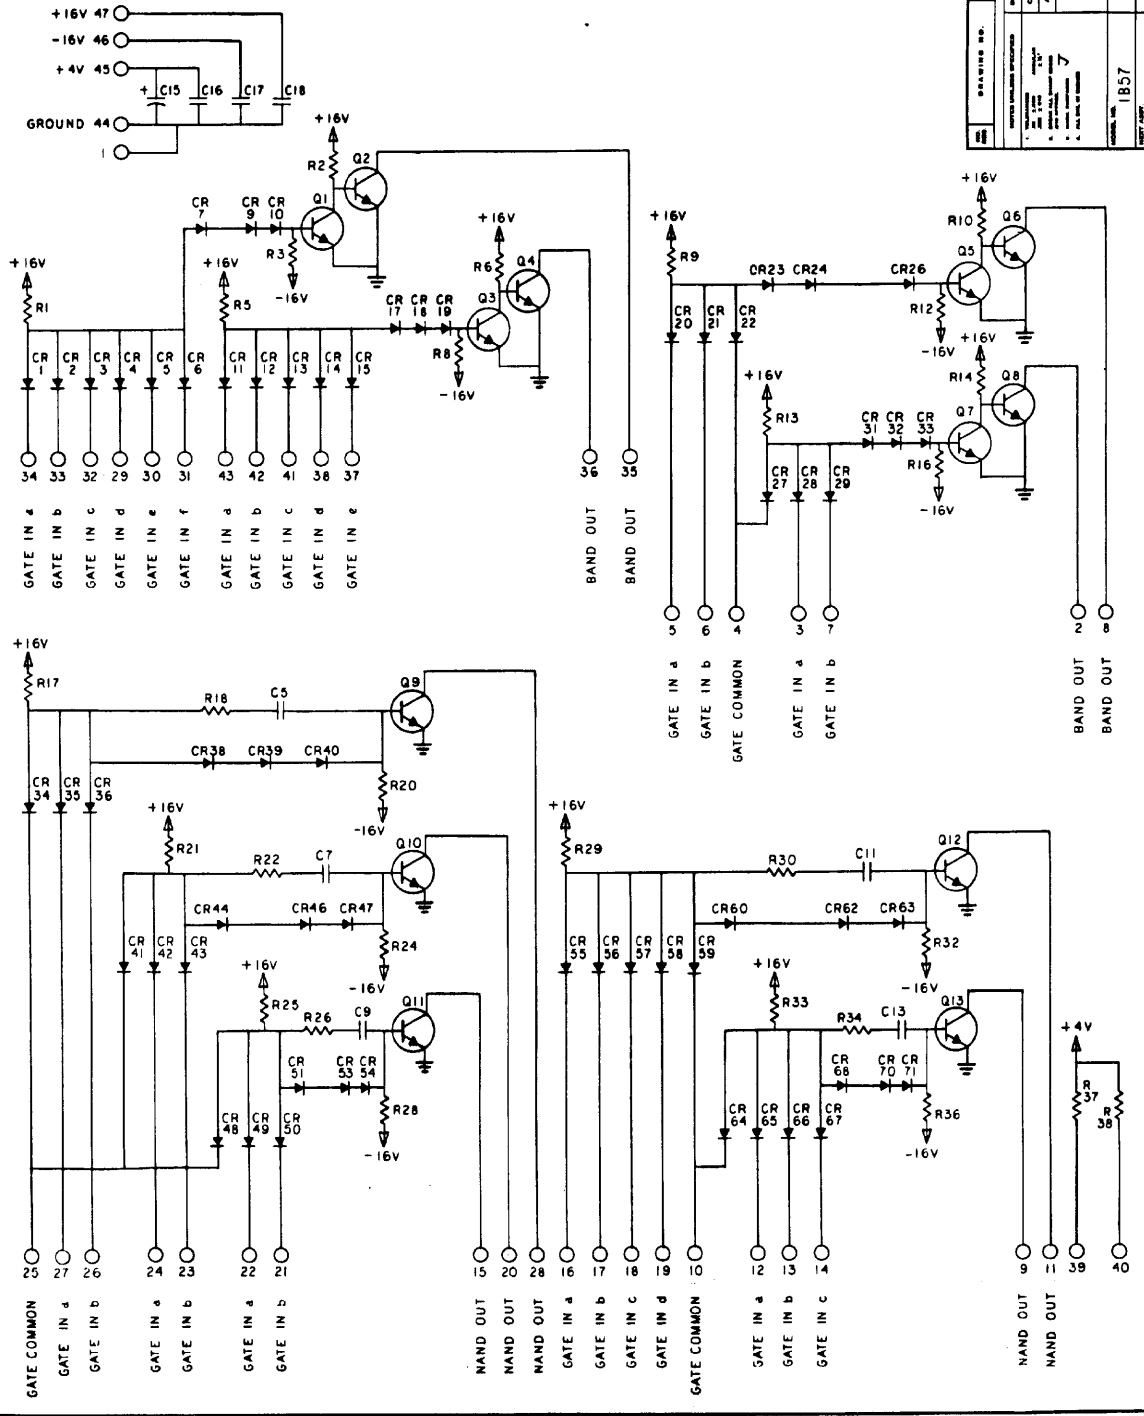 +16V 47
-16V 46
+4V 45
+ C15 C16 C17 C18
GROUND 44
1
+16V
R2
Q2
Q1
CR 7
CR 9
CR 10
R3
-16V
+16V
R1
+16V
R5
+16V
R6
Q4
Q3
CR 17
CR 18
CR 19
R8
-16V
CR 1
CR 2
CR 3
CR 4
CR 5
CR 6
CR 11
CR 12
CR 13
CR 14
CR 15
34 33 32 29 30 31 43 42 41 38 37 36 35
GATE IN a
GATE IN b
GATE IN c
GATE IN d
GATE IN e
GATE IN f
GATE IN a
GATE IN b
GATE IN c
GATE IN d
GATE IN e
BAND OUT
BAND OUT
DRAWING NO.
MODEL NO.
1B57
+16V
R9
+16V
R10
Q6
Q5
CR23 CR24 CR26
R12
-16V
CR 20
CR 21
CR 22
+16V
R14
Q8
Q7
+16V
R13
CR 31
CR 32
CR 33
R16
-16V
CR 27
CR 28
CR 29
5 6 4 3 7 2 8
GATE IN a
GATE IN b
GATE COMMON
GATE IN a
GATE IN b
BAND OUT
BAND OUT
+16V
R17
R18 C5 Q9
CR38 CR39 CR40
R20
-16V
CR 34
CR 35
CR 36
+16V
R21
R22 C7 Q10
CR44 CR46 CR47
R24
-16V
CR 41
CR 42
CR 43
+16V
R25
R26 C9 Q11
CR 51
CR 53
CR 54
R28
-16V
CR 48
CR 49
CR 50
+16V
R29
R30 C11 Q12
CR60 CR62 CR63
R32
-16V
CR 55
CR 56
CR 57
CR 58
CR 59
+16V
R33
R34 C13 Q13
CR 68
CR 70
CR 71
R36
-16V
CR 64
CR 65
CR 66
CR 67
+4V
R 37
R 38
25 27 26 24 23 22 21 15 20 28 16 17 18 19 10 12 13 14 9 11 39 40
GATE COMMON
GATE IN a
GATE IN b
GATE IN a
GATE IN b
GATE IN a
GATE IN b
NAND OUT
NAND OUT
NAND OUT
GATE IN a
GATE IN b
GATE IN c
GATE IN d
GATE COMMON
GATE IN a
GATE IN b
GATE IN c
NAND OUT
NAND OUT